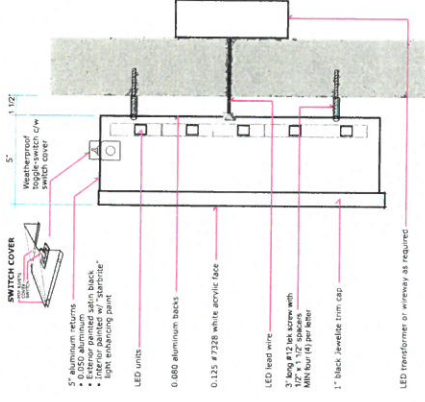 SWITCH COVER
5"
1 1/2"
Weatherproof
toggle-switch c/w
switch cover
5" aluminum returns
• 0.050 aluminum
• Exterior painted satin black
• Interior painted w/ "starbrite"
light enhancing paint
LED units
0.080 aluminum backs
0.125 #7328 white acrylic face
LED lead wire
3" long #12 tek screw with
1/2" x 1 1/2" spacers
MIN four (4) per letter
1" black Jewelite trim cap
LED transformer or wireway as required